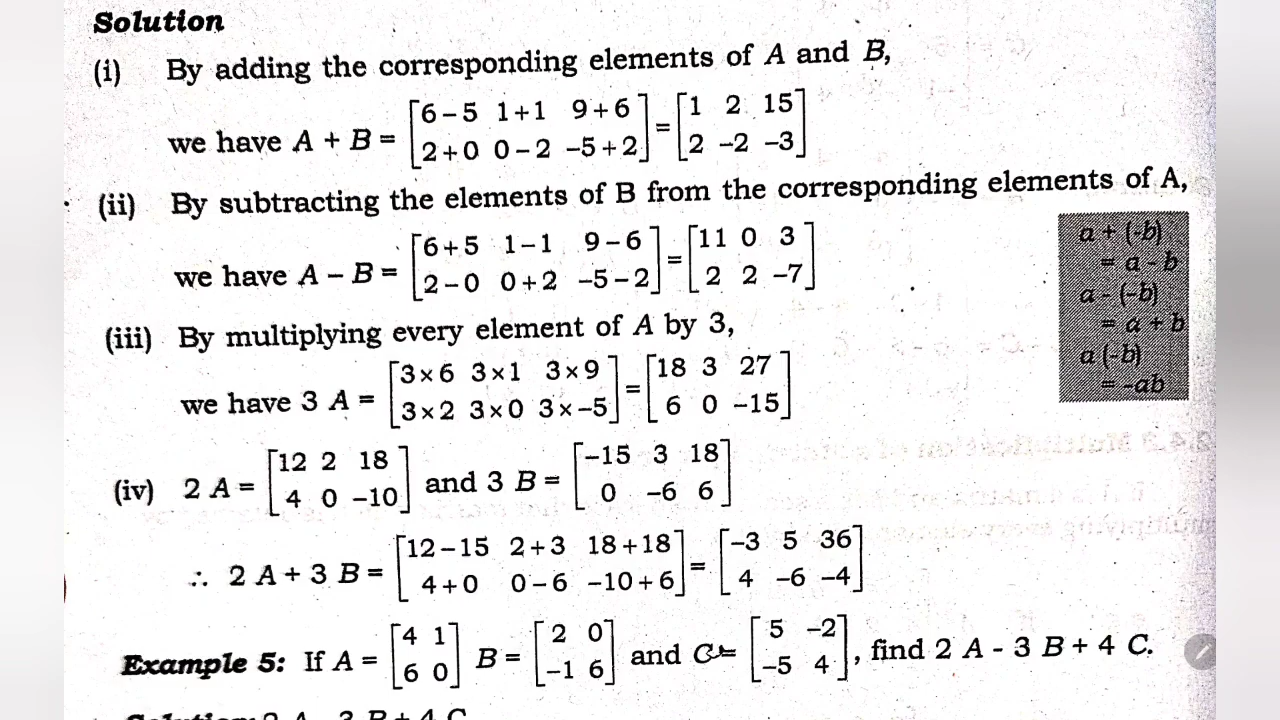 Solution
(i) By adding the corresponding elements of A and B,
we have A + B = [6 – 5 1 + 1 9 + 6; 2 + 0 0 – 2 –5 + 2] = [1 2 15; 2 –2 –3]
(ii) By subtracting the elements of B from the corresponding elements of A,
we have A – B = [6 + 5 1 – 1 9 – 6; 2 – 0 0 + 2 –5 – 2] = [11 0 3; 2 2 –7]
a + (-b)
= a - b
a - (-b)
= a + b
a (-b)
= -ab
(iii) By multiplying every element of A by 3,
we have 3 A = [3 × 6 3 × 1 3 × 9; 3 × 2 3 × 0 3 × –5] = [18 3 27; 6 0 –15]
(iv) 2 A = [12 2 18; 4 0 –10] and 3 B = [–15 3 18; 0 –6 6]
∴ 2 A + 3 B = [12 – 15 2 + 3 18 + 18; 4 + 0 0 – 6 –10 + 6] = [–3 5 36; 4 –6 –4]
Example 5: If A = [4 1; 6 0] B = [2 0; –1 6] and C = [5 –2; –5 4], find 2 A - 3 B + 4 C.
Solution: 2 A - 3 B + 4 C